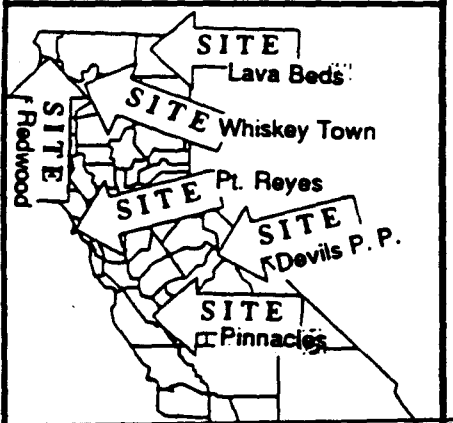 SITE
Lava Beds
SITE
Whiskey Town
SITE
Redwood
SITE
Pt. Reyes
SITE
Devils P. P.
SITE
Pinnacles